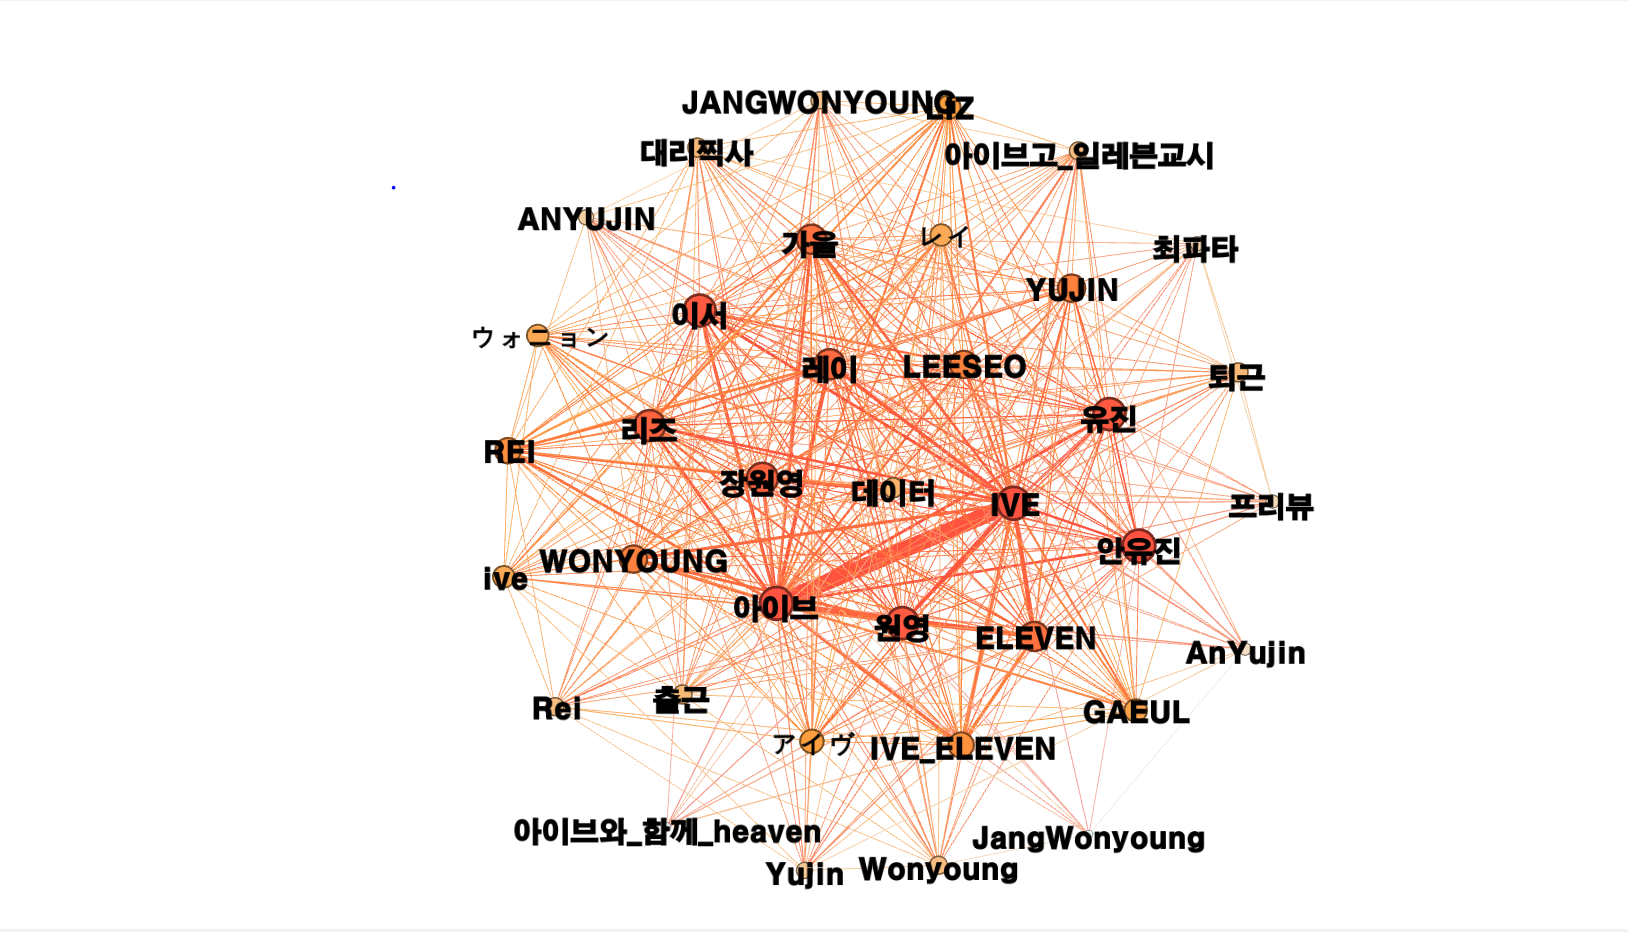 JANGWONYOUNG
LIZ
대리찍사
아이브고_일레븐교시
ANYUJIN
가을
レイ
최파타
YUJIN
이서
ウォニョン
레이
LEESEO
퇴근
유진
리즈
REI
장원영
데이터
IVE
프리뷰
안유진
WONYOUNG
ive
아이브
원영
ELEVEN
AnYujin
출근
Rei
GAEUL
アイヴ
IVE_ELEVEN
아이브와_함께_heaven
JangWonyoung
Yujin
Wonyoung